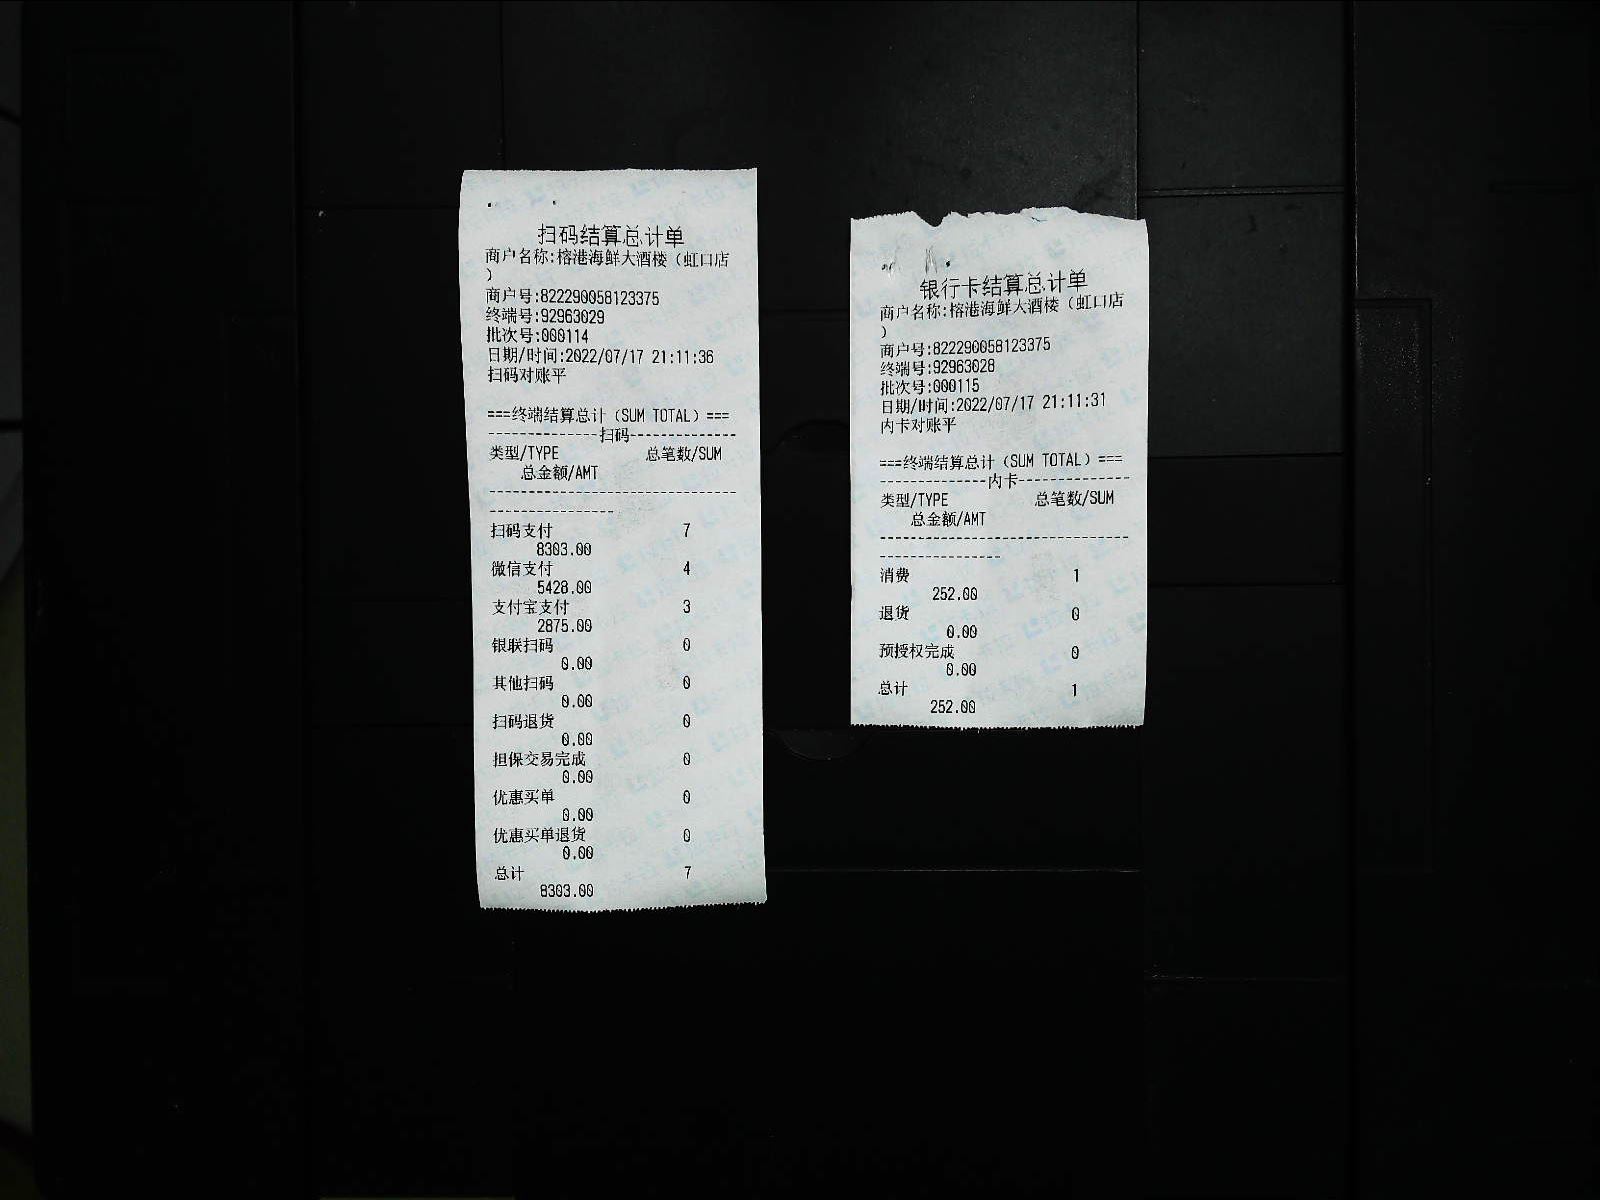 扫码结算总计单
商户名称:榕港海鲜大酒楼（虹口店
）
商户号:822290058123375
终端号:92963029
批次号:000114
日期/时间:2022/07/17 21:11:36
扫码对账平
===终端结算总计（SUM TOTAL）===
--------------扫码--------------
类型/TYPE 总笔数/SUM
总金额/AMT
--------------------------------
----------------
扫码支付 7
8303.00
微信支付 4
5428.00
支付宝支付 3
2875.00
银联扫码 0
0.00
其他扫码 0
0.00
扫码退货 0
0.00
担保交易完成 0
0.00
优惠买单 0
0.00
优惠买单退货 0
0.00
总计 7
8303.00
银行卡结算总计单
商户名称:榕港海鲜大酒楼（虹口店
）
商户号:822290058123375
终端号:92963028
批次号:000115
日期/时间:2022/07/17 21:11:31
内卡对账平
===终端结算总计（SUM TOTAL）===
--------------内卡--------------
类型/TYPE 总笔数/SUM
总金额/AMT
--------------------------------
----------------
消费 1
252.00
退货 0
0.00
预授权完成 0
0.00
总计 1
252.00